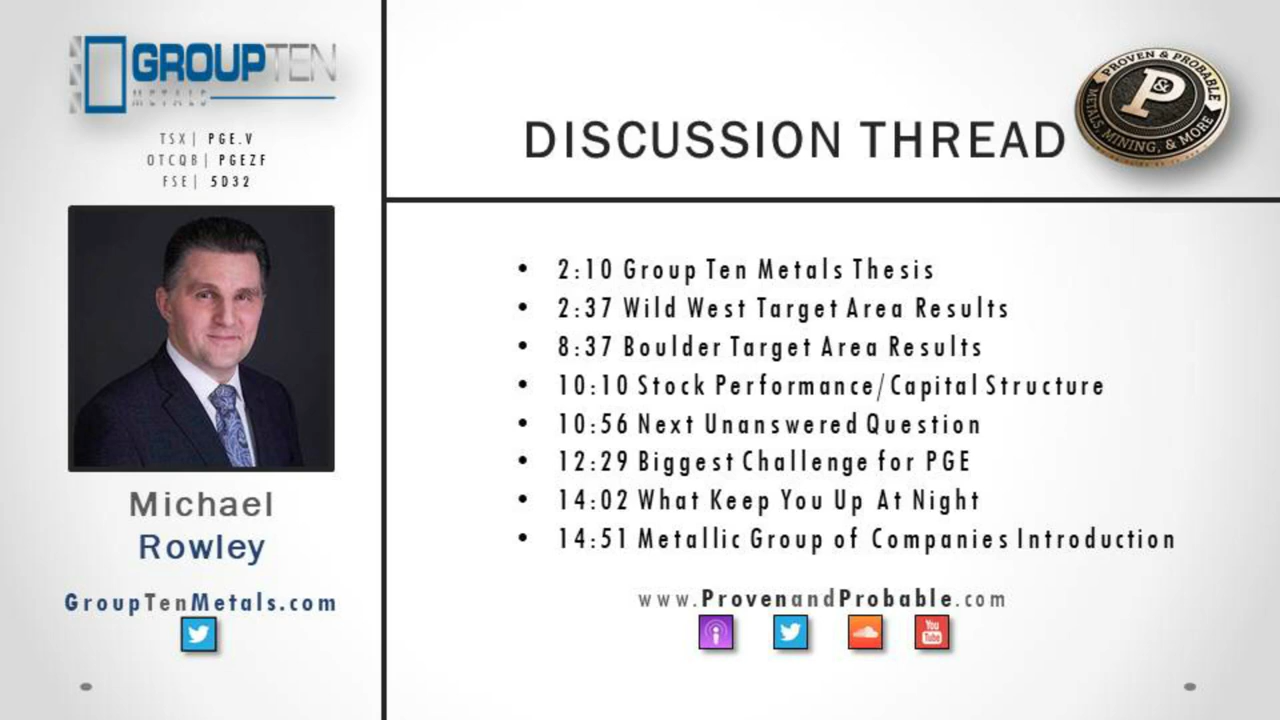 GROUPTEN
METALS
TSX| PGE.V
OTCQB| PGEZF
FSE| 5D32
Michael
Rowley
GroupTenMetals.com
DISCUSSION THREAD
PROVEN & PROBABLE
P&
METALS, MINING, & MORE
• 2:10 Group Ten Metals Thesis
• 2:37 Wild West Target Area Results
• 8:37 Boulder Target Area Results
• 10:10 Stock Performance/Capital Structure
• 10:56 Next Unanswered Question
• 12:29 Biggest Challenge for PGE
• 14:02 What Keep You Up At Night
• 14:51 Metallic Group of Companies Introduction
www.ProvenandProbable.com
You
Tube